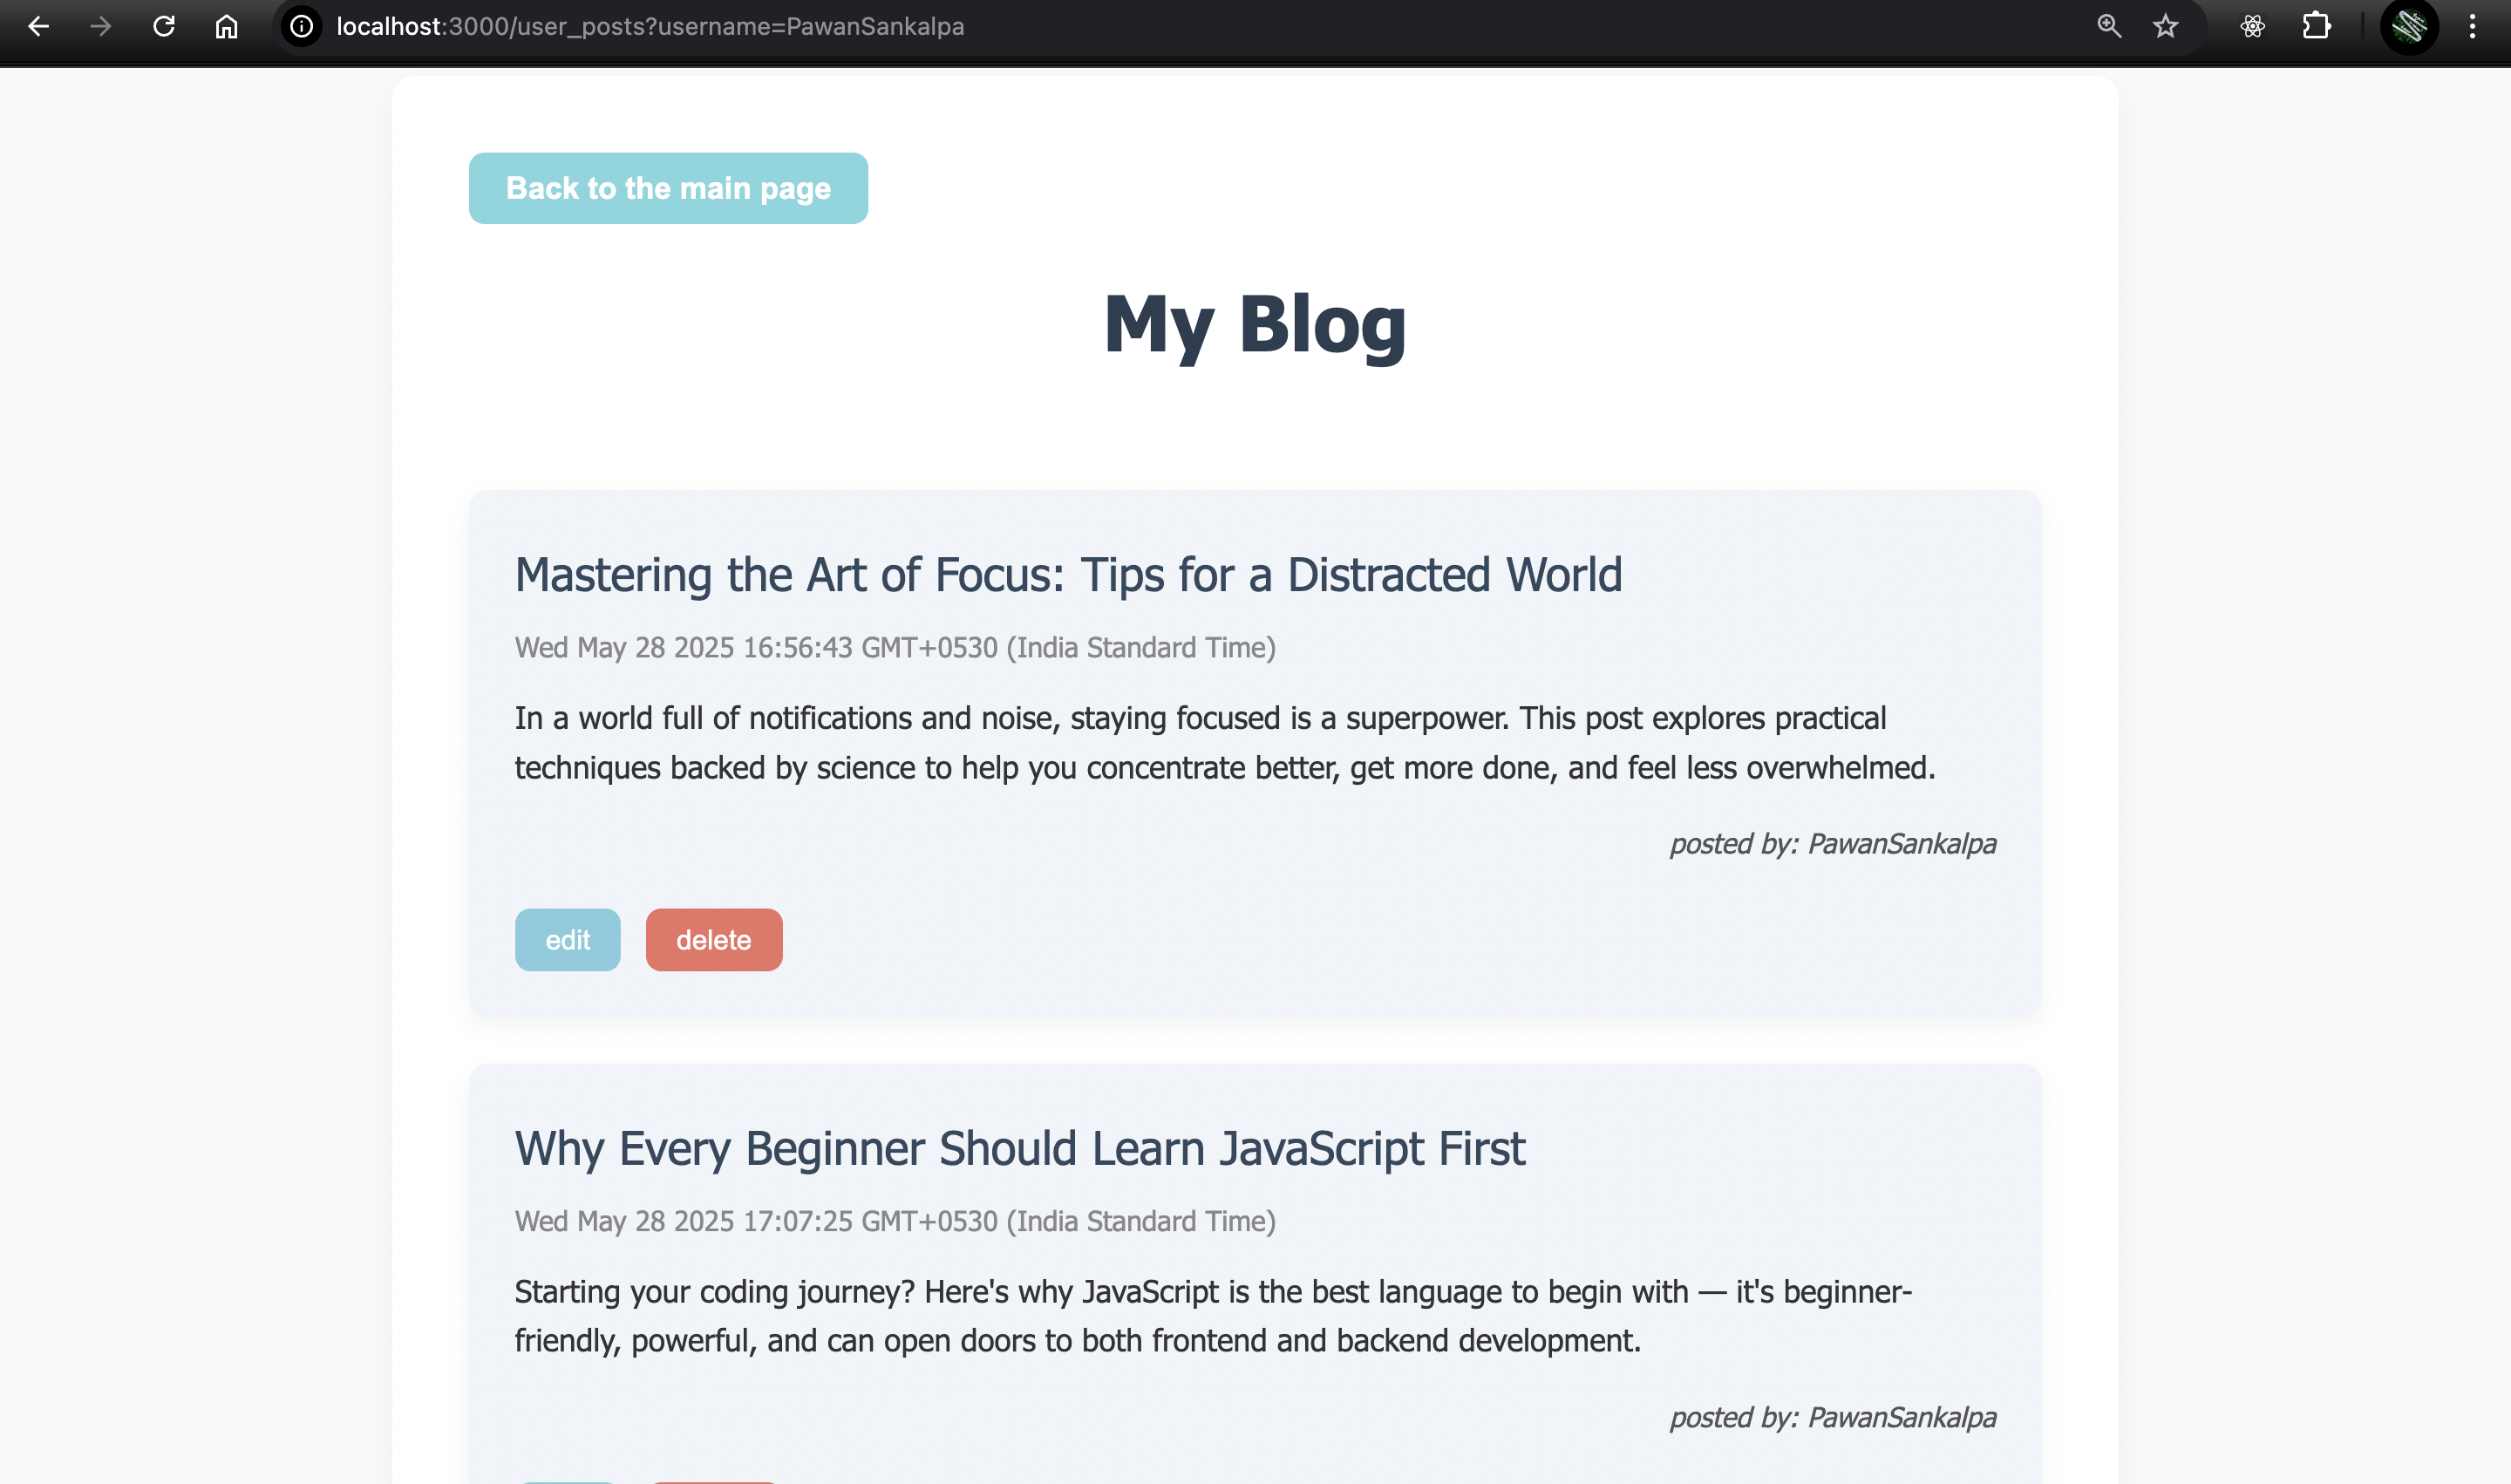 localhost:3000/user_posts?username=PawanSankalpa
Back to the main page
My Blog
Mastering the Art of Focus: Tips for a Distracted World
Wed May 28 2025 16:56:43 GMT+0530 (India Standard Time)
In a world full of notifications and noise, staying focused is a superpower. This post explores practical
techniques backed by science to help you concentrate better, get more done, and feel less overwhelmed.
posted by: PawanSankalpa
edit delete
Why Every Beginner Should Learn JavaScript First
Wed May 28 2025 17:07:25 GMT+0530 (India Standard Time)
Starting your coding journey? Here's why JavaScript is the best language to begin with — it's beginner-
friendly, powerful, and can open doors to both frontend and backend development.
posted by: PawanSankalpa